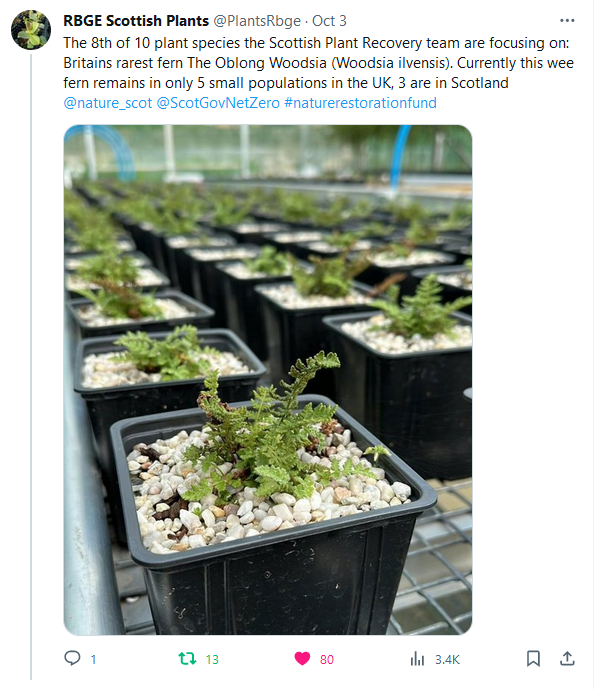 RBGE Scottish Plants @PlantsRbge · Oct 3
The 8th of 10 plant species the Scottish Plant Recovery team are focusing on:
Britains rarest fern The Oblong Woodsia (Woodsia ilvensis). Currently this wee
fern remains in only 5 small populations in the UK, 3 are in Scotland
@nature_scot @ScotGovNetZero #naturerestorationfund
1 13 80 3.4K